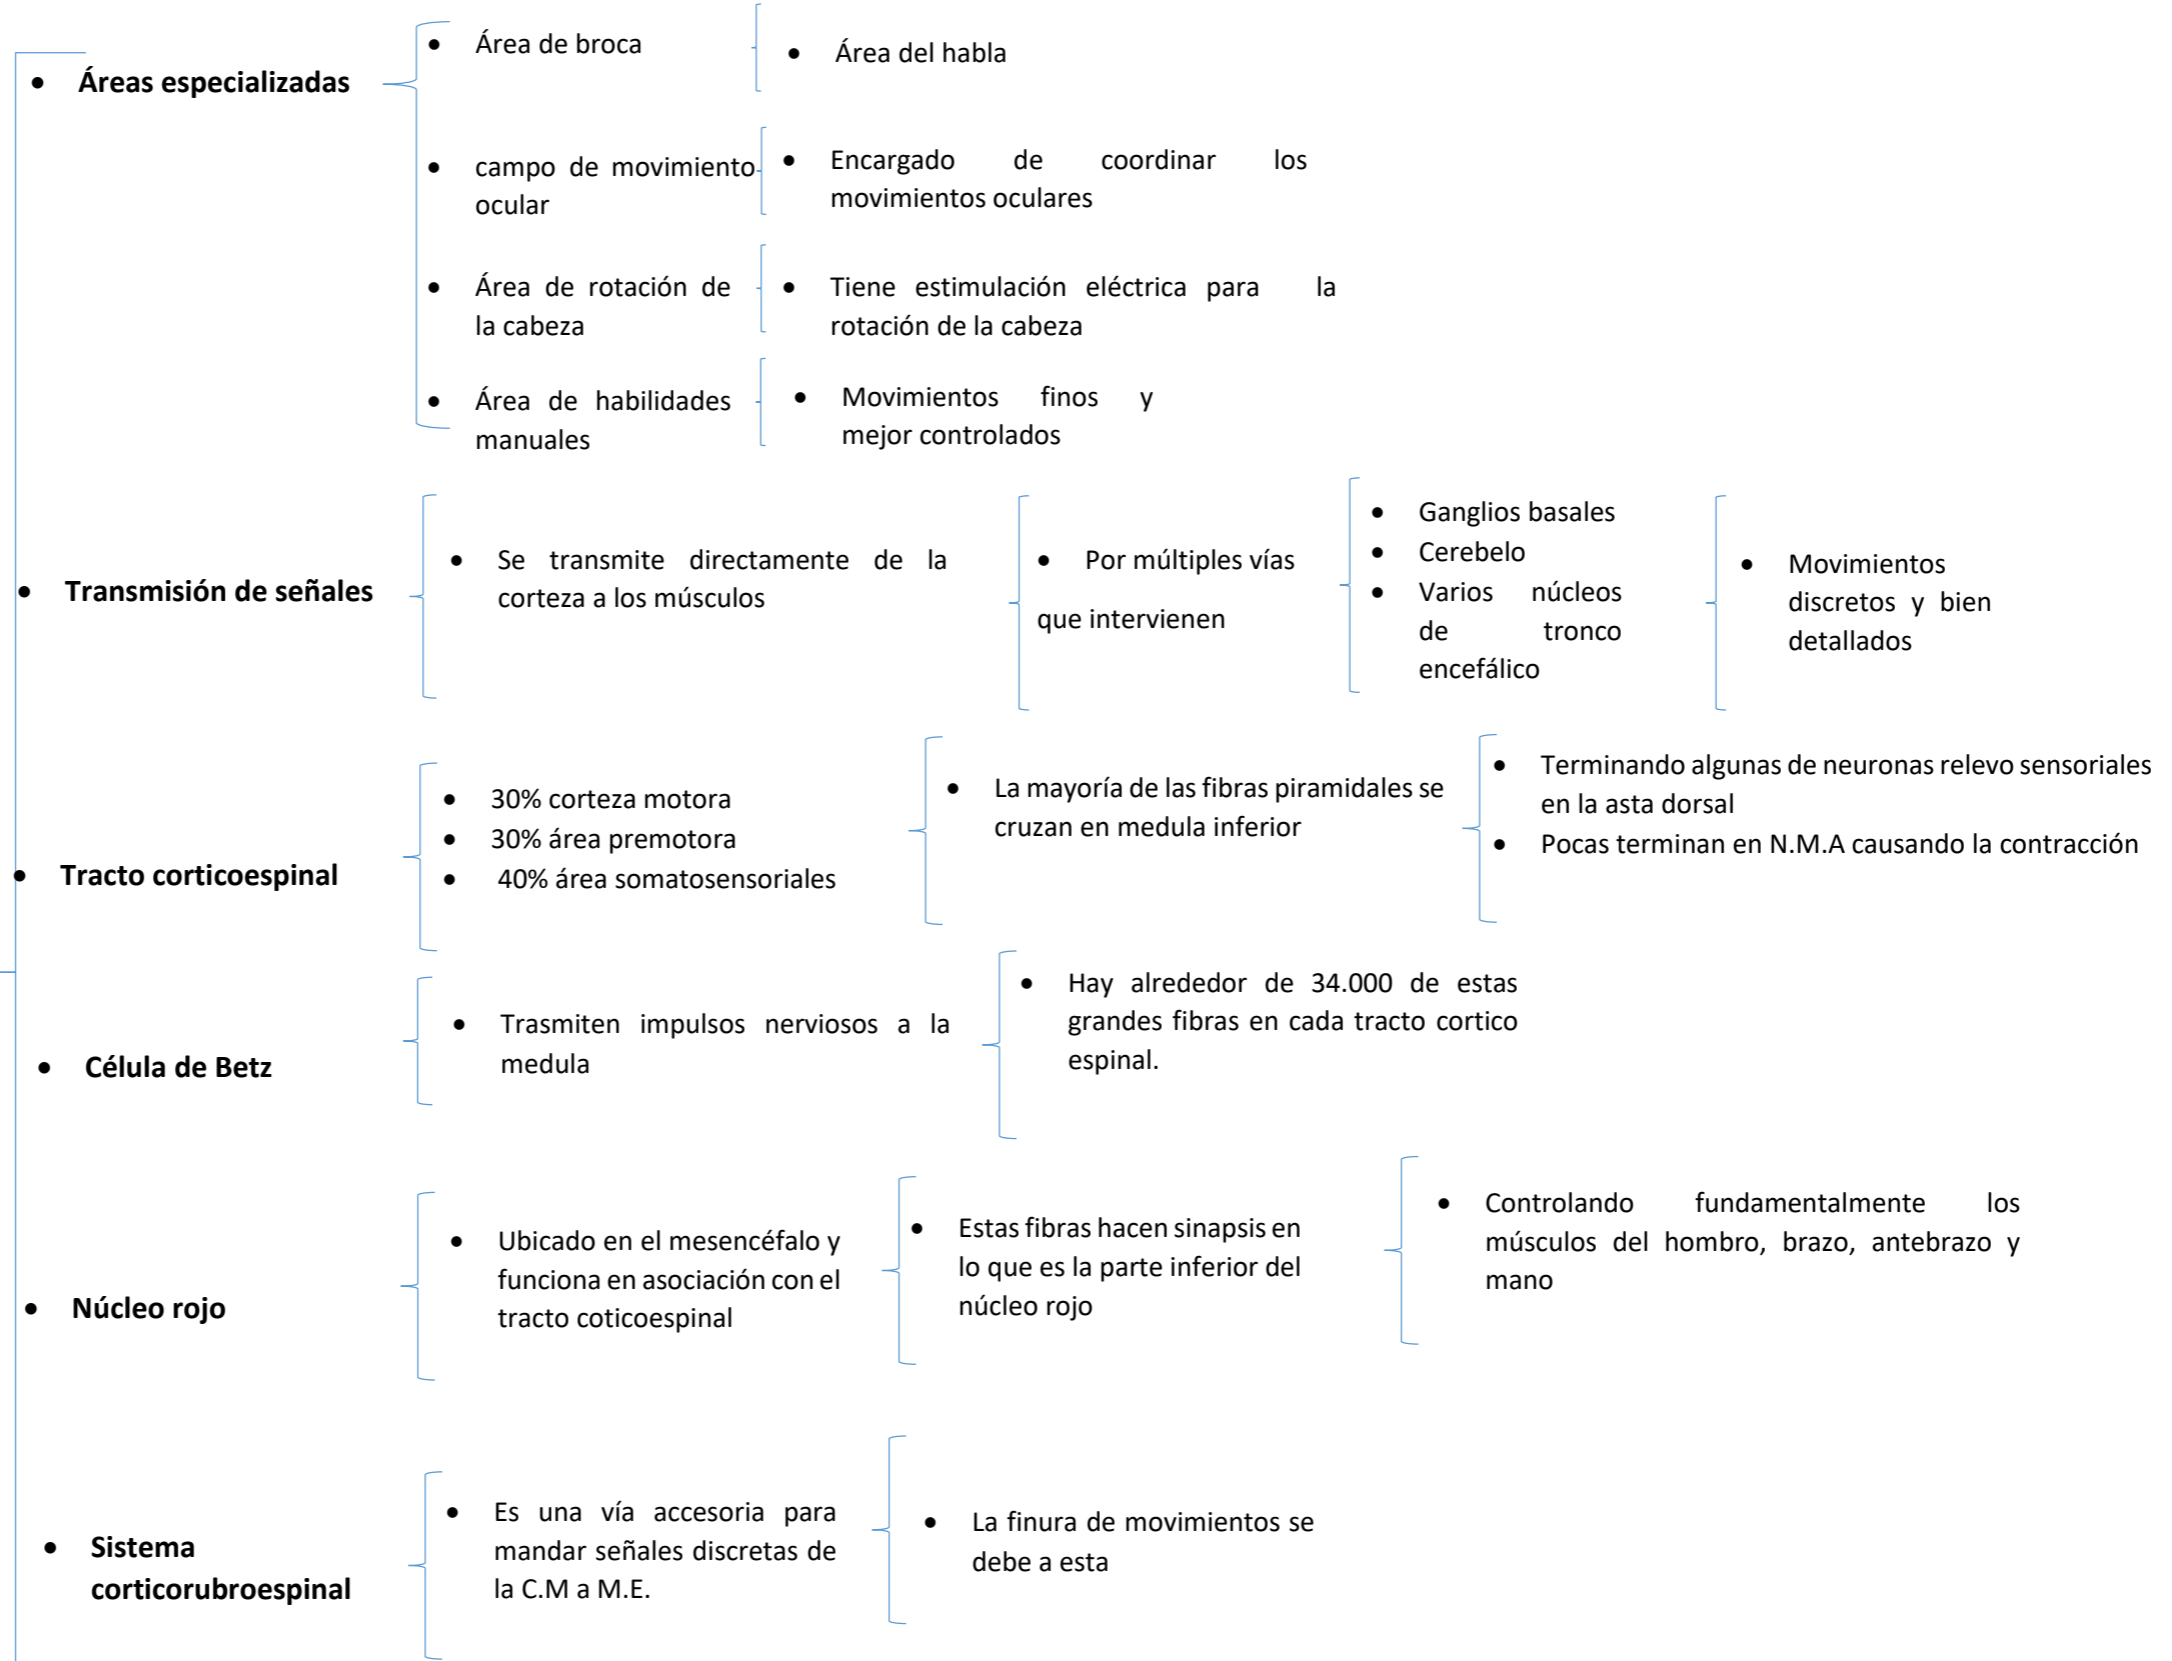 • Áreas especializadas
• Área de broca
• Área del habla
• campo de movimiento
ocular
• Encargado de coordinar los
movimientos oculares
• Área de rotación de
la cabeza
• Tiene estimulación eléctrica para la
rotación de la cabeza
• Área de habilidades
manuales
• Movimientos finos y
mejor controlados
• Transmisión de señales
• Se transmite directamente de la
corteza a los músculos
• Por múltiples vías
que intervienen
• Ganglios basales
• Cerebelo
• Varios núcleos
de tronco
encefálico
• Movimientos
discretos y bien
detallados
• Tracto corticoespinal
• 30% corteza motora
• 30% área premotora
• 40% área somatosensoriales
• La mayoría de las fibras piramidales se
cruzan en medula inferior
• Terminando algunas de neuronas relevo sensoriales
en la asta dorsal
• Pocas terminan en N.M.A causando la contracción
• Célula de Betz
• Trasmiten impulsos nerviosos a la
medula
• Hay alrededor de 34.000 de estas
grandes fibras en cada tracto cortico
espinal.
• Núcleo rojo
• Ubicado en el mesencéfalo y
funciona en asociación con el
tracto coticoespinal
• Estas fibras hacen sinapsis en
lo que es la parte inferior del
núcleo rojo
• Controlando fundamentalmente los
músculos del hombro, brazo, antebrazo y
mano
• Sistema
corticorubroespinal
• Es una vía accesoria para
mandar señales discretas de
la C.M a M.E.
• La finura de movimientos se
debe a esta